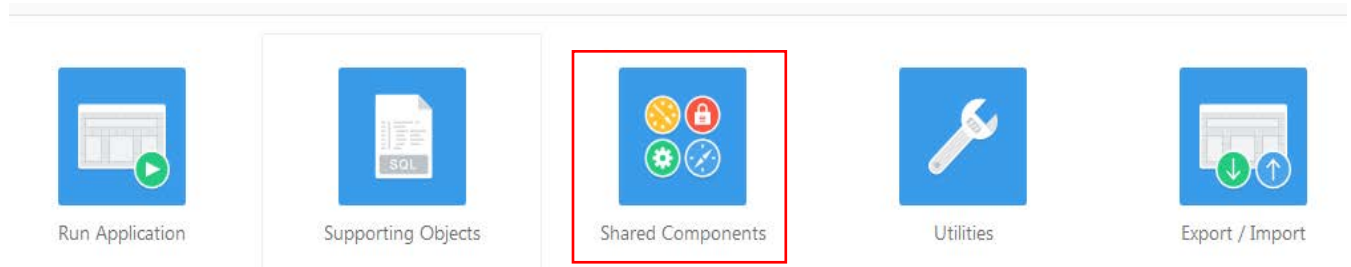 SQL
Run Application
Supporting Objects
Shared Components
Utilities
Export / Import